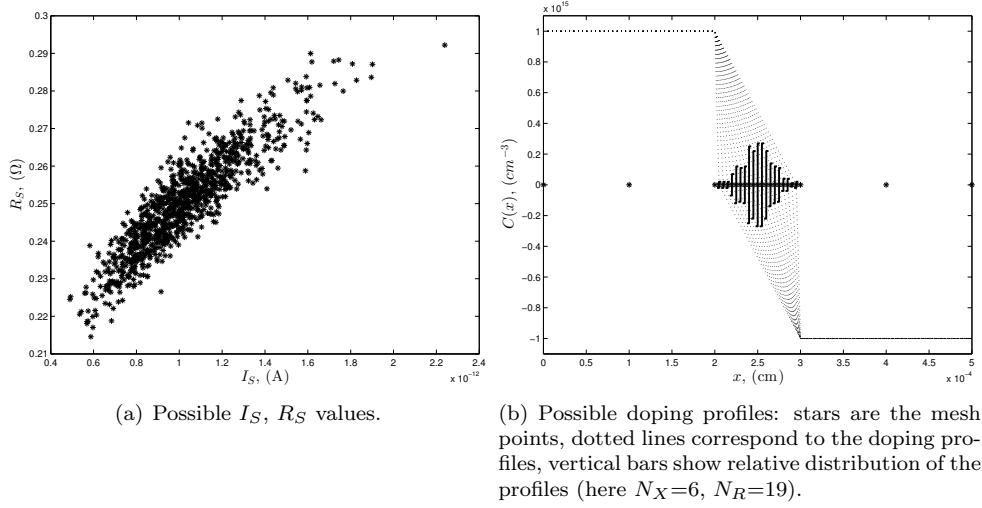 0.3
0.29
0.28
0.27
0.26
0.25
0.24
0.23
0.22
0.21
R_S, (Ω)
0.4 0.6 0.8 1 1.2 1.4 1.6 1.8 2 2.2 2.4
x 10^{-12}
I_S, (A)
(a) Possible I_S, R_S values.
x 10^{15}
1
0.8
0.6
0.4
0.2
0
−0.2
−0.4
−0.6
−0.8
−1
C(x), (cm^{−3})
0 0.5 1 1.5 2 2.5 3 3.5 4 4.5 5
x 10^{-4}
x, (cm)
(b) Possible doping profiles: stars are the mesh
points, dotted lines correspond to the doping pro-
files, vertical bars show relative distribution of the
profiles (here N_X=6, N_R=19).